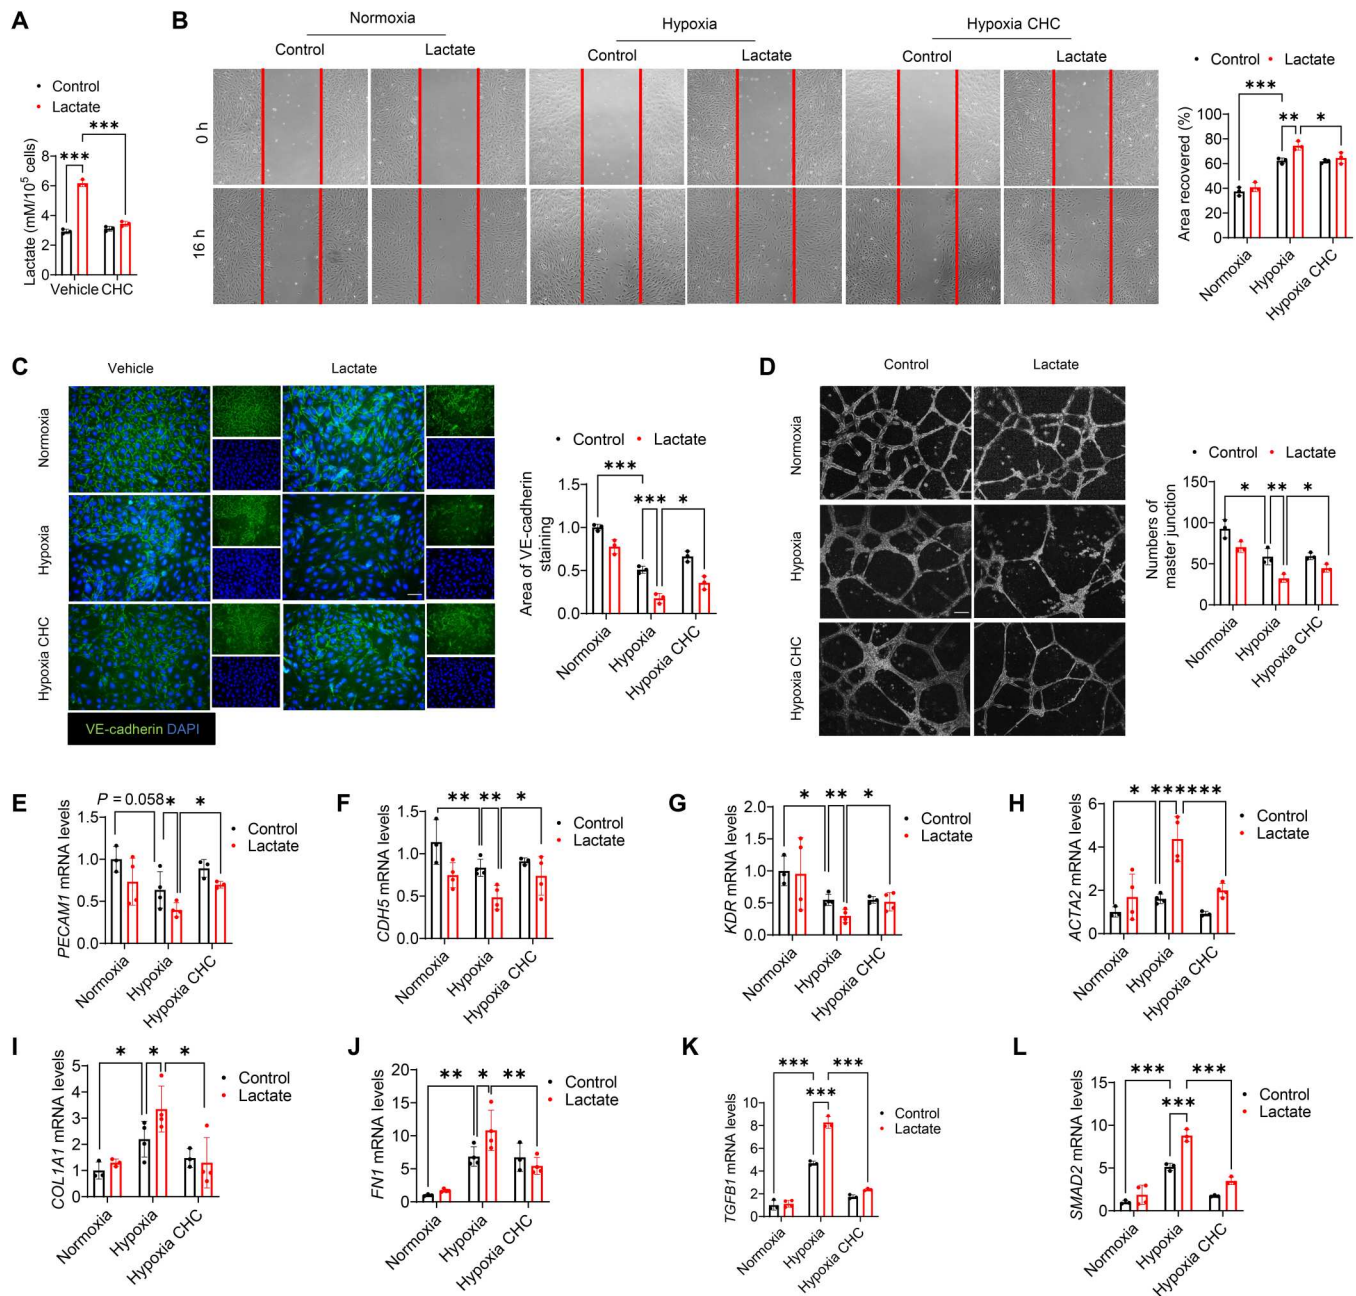 A
Control
Lactate
***
***
Lactate (mM/10⁵ cells)
8
6
4
2
0
Vehicle CHC
B
Normoxia
Hypoxia
Hypoxia CHC
Control
Lactate
Control
Lactate
Control
Lactate
0 h
16 h
Control
Lactate
***
**
*
Area recovered (%)
100
80
60
40
20
0
Normoxia
Hypoxia
Hypoxia CHC
C
Vehicle
Lactate
Normoxia
Hypoxia
Hypoxia CHC
VE-cadherin DAPI
Control
Lactate
***
***
*
Area of VE-cadherin
staining
1.5
1.0
0.5
0.0
Normoxia
Hypoxia
Hypoxia CHC
D
Control
Lactate
Normoxia
Hypoxia
Hypoxia CHC
Control
Lactate
*
**
*
Numbers of
master junction
150
100
50
0
Normoxia
Hypoxia
Hypoxia CHC
E
P = 0.058
*
*
PECAM1 mRNA levels
1.5
1.0
0.5
0.0
Control
Lactate
Normoxia
Hypoxia
Hypoxia CHC
F
**
**
*
CDH5 mRNA levels
1.5
1.0
0.5
0.0
Control
Lactate
Normoxia
Hypoxia
Hypoxia CHC
G
*
**
*
KDR mRNA levels
2.0
1.5
1.0
0.5
0.0
Control
Lactate
Normoxia
Hypoxia
Hypoxia CHC
H
*
***
***
ACTA2 mRNA levels
6
4
2
0
Control
Lactate
Normoxia
Hypoxia
Hypoxia CHC
I
*
*
*
COL1A1 mRNA levels
5
4
3
2
1
0
Control
Lactate
Normoxia
Hypoxia
Hypoxia CHC
J
**
*
**
FN1 mRNA levels
20
15
10
5
0
Control
Lactate
Normoxia
Hypoxia
Hypoxia CHC
K
***
***
***
TGFB1 mRNA levels
10
8
6
4
2
0
Control
Lactate
Normoxia
Hypoxia
Hypoxia CHC
L
***
***
***
SMAD2 mRNA levels
15
10
5
0
Control
Lactate
Normoxia
Hypoxia
Hypoxia CHC